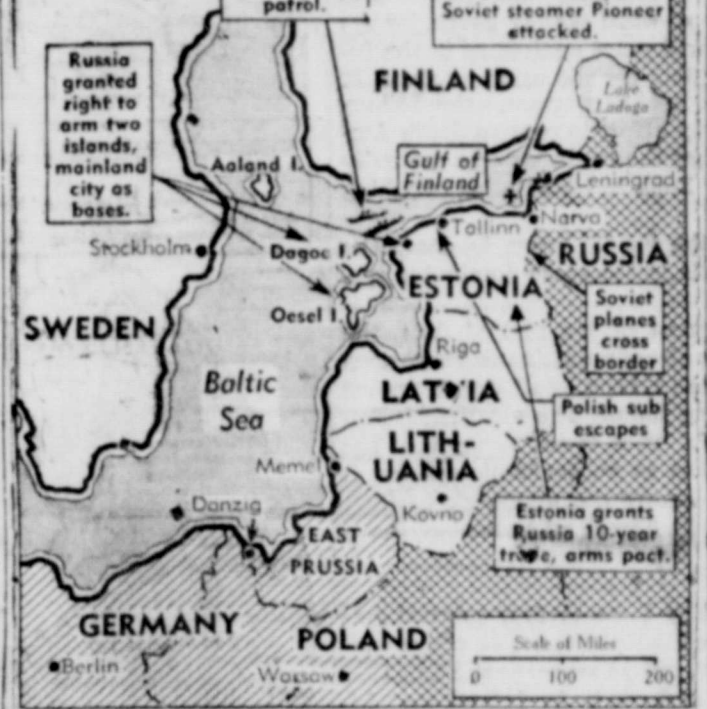 patrol.
Soviet steamer Pioneer
attacked.
Russia
granted
right to
arm two
islands,
mainland
city as
bases.
FINLAND
Lake
Ladoga
Aaland I.
Gulf of
Finland
Leningrad
Tallinn
Narva
Stockholm
Dagoe I.
RUSSIA
ESTONIA
Oesel I.
Soviet
planes
cross
border
SWEDEN
Riga
Baltic
Sea
LATVIA
Polish sub
escapes
LITH-
UANIA
Memel
Kovno
Danzig
Estonia grants
Russia 10-year
trade, arms pact.
EAST
PRUSSIA
GERMANY
POLAND
Scale of Miles
0 100 200
Berlin
Warsaw